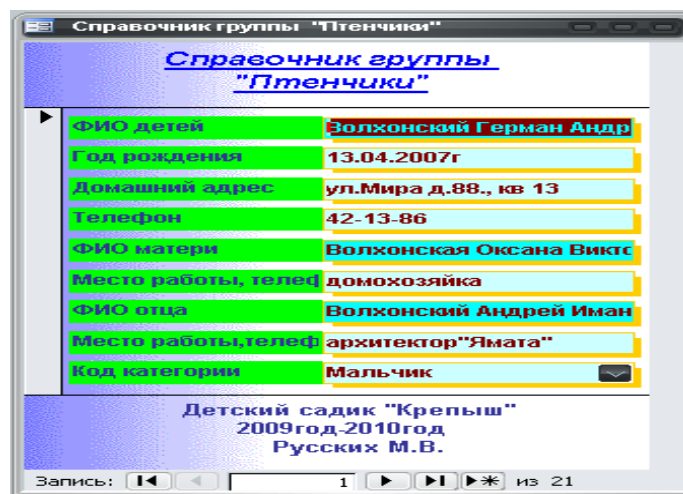 Справочник группы "Птенчики"
Справочник группы
"Птенчики"
ФИО детей Волхонский Герман Андр
Год рождения 13.04.2007г
Домашний адрес ул.Мира д.88., кв 13
Телефон 42-13-86
ФИО матери Волхонская Оксана Викто
Место работы, телеф домохозяйка
ФИО отца Волхонский Андрей Иман
Место работы,телеф архитектор"Ямата"
Код категории Мальчик
Детский садик "Крепыш"
2009год-2010год
Русских М.В.
Запись: 1 из 21